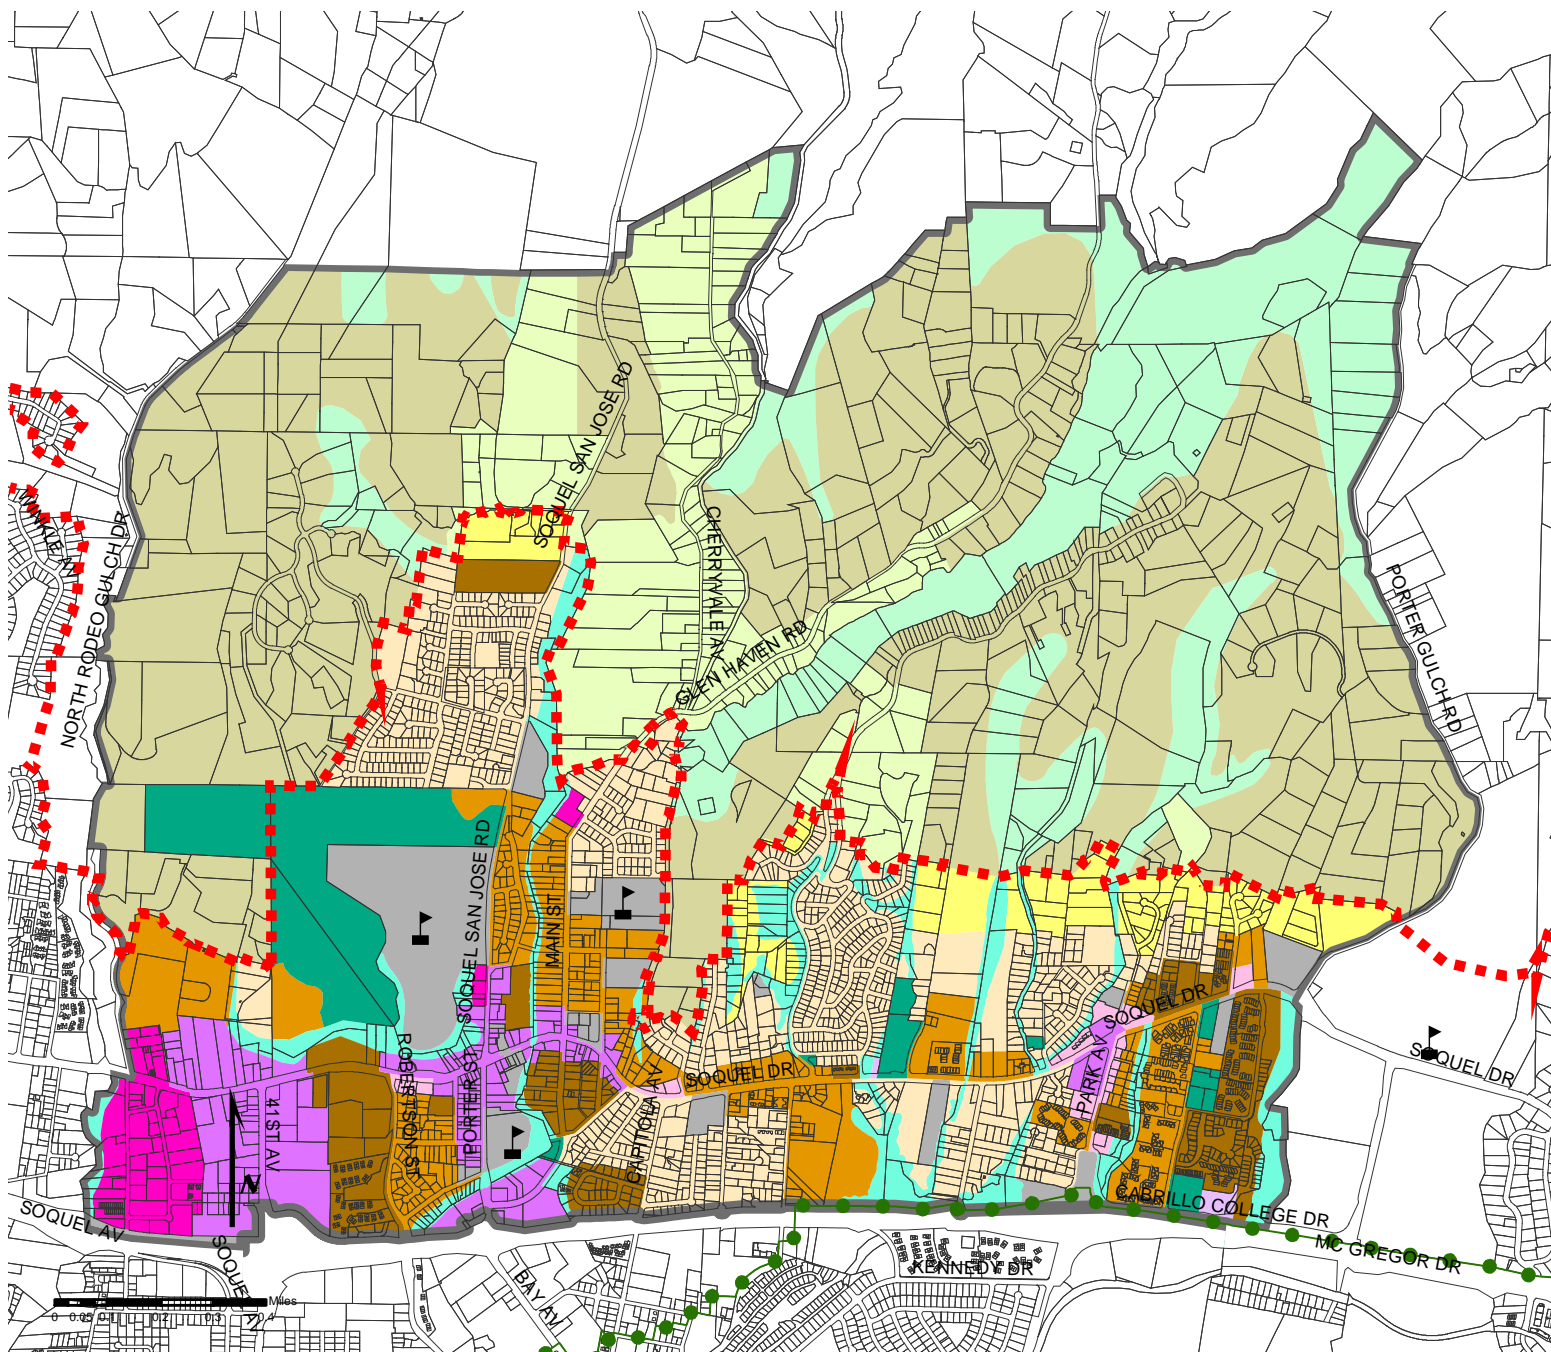 SOQUEL SAN JOSE RD
WINKLE AV
NORTH RODEO GULCH DR
CHERRYVALE AV
GLEN HAVEN RD
PORTER GULCH RD
SOQUEL SAN JOSE RD
MAIN ST
SOQUEL DR
SOQUEL DR
ROBERTSON ST
PORTER ST
CAPITOLA AV
SOQUEL DR
PARK AV
41ST AV
N
CABRILLO COLLEGE DR
SOQUEL AV
SOQUEL AV
MC GREGOR DR
KENNEDY DR
BAY AV
Miles
0 0.05 0.1 0.2 0.3 0.4